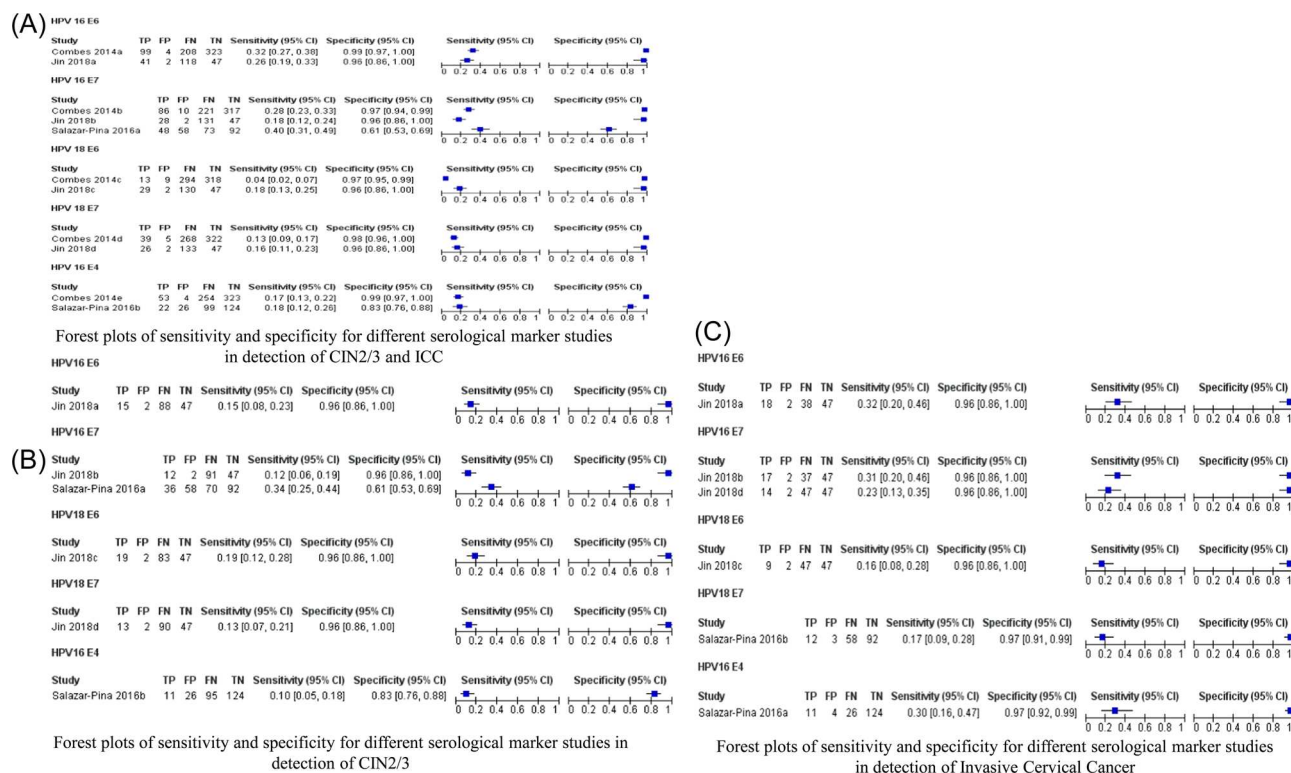 (A)
HPV 16 E6
Study TP FP FN TN Sensitivity (95% CI) Specificity (95% CI) Sensitivity (95% CI) Specificity (95% CI)
Combes 2014a 99 4 208 323 0.32 [0.27, 0.38] 0.99 [0.97, 1.00]
Jin 2018a 41 2 118 47 0.26 [0.19, 0.33] 0.96 [0.86, 1.00]
0 0.2 0.4 0.6 0.8 1 0 0.2 0.4 0.6 0.8 1
HPV 16 E7
Study TP FP FN TN Sensitivity (95% CI) Specificity (95% CI) Sensitivity (95% CI) Specificity (95% CI)
Combes 2014b 86 10 221 317 0.28 [0.23, 0.33] 0.97 [0.94, 0.99]
Jin 2018b 28 2 131 47 0.18 [0.12, 0.24] 0.96 [0.86, 1.00]
Salazar-Pina 2016a 48 58 73 92 0.40 [0.31, 0.49] 0.61 [0.53, 0.69]
0 0.2 0.4 0.6 0.8 1 0 0.2 0.4 0.6 0.8 1
HPV 18 E6
Study TP FP FN TN Sensitivity (95% CI) Specificity (95% CI) Sensitivity (95% CI) Specificity (95% CI)
Combes 2014c 13 9 294 318 0.04 [0.02, 0.07] 0.97 [0.95, 0.99]
Jin 2018c 29 2 130 47 0.18 [0.13, 0.25] 0.96 [0.86, 1.00]
0 0.2 0.4 0.6 0.8 1 0 0.2 0.4 0.6 0.8 1
HPV 18 E7
Study TP FP FN TN Sensitivity (95% CI) Specificity (95% CI) Sensitivity (95% CI) Specificity (95% CI)
Combes 2014d 39 5 268 322 0.13 [0.09, 0.17] 0.98 [0.96, 1.00]
Jin 2018d 26 2 133 47 0.16 [0.11, 0.23] 0.96 [0.86, 1.00]
0 0.2 0.4 0.6 0.8 1 0 0.2 0.4 0.6 0.8 1
HPV 16 E4
Study TP FP FN TN Sensitivity (95% CI) Specificity (95% CI) Sensitivity (95% CI) Specificity (95% CI)
Combes 2014e 53 4 254 323 0.17 [0.13, 0.22] 0.99 [0.97, 1.00]
Salazar-Pina 2016b 22 26 99 124 0.18 [0.12, 0.26] 0.83 [0.76, 0.88]
0 0.2 0.4 0.6 0.8 1 0 0.2 0.4 0.6 0.8 1
Forest plots of sensitivity and specificity for different serological marker studies
in detection of CIN2/3 and ICC
(B)
HPV16 E6
Study TP FP FN TN Sensitivity (95% CI) Specificity (95% CI) Sensitivity (95% CI) Specificity (95% CI)
Jin 2018a 15 2 88 47 0.15 [0.08, 0.23] 0.96 [0.86, 1.00]
0 0.2 0.4 0.6 0.8 1 0 0.2 0.4 0.6 0.8 1
HPV16 E7
Study TP FP FN TN Sensitivity (95% CI) Specificity (95% CI) Sensitivity (95% CI) Specificity (95% CI)
Jin 2018b 12 2 91 47 0.12 [0.06, 0.19] 0.96 [0.86, 1.00]
Salazar-Pina 2016a 36 58 70 92 0.34 [0.25, 0.44] 0.61 [0.53, 0.69]
0 0.2 0.4 0.6 0.8 1 0 0.2 0.4 0.6 0.8 1
HPV18 E6
Study TP FP FN TN Sensitivity (95% CI) Specificity (95% CI) Sensitivity (95% CI) Specificity (95% CI)
Jin 2018c 19 2 83 47 0.19 [0.12, 0.28] 0.96 [0.86, 1.00]
0 0.2 0.4 0.6 0.8 1 0 0.2 0.4 0.6 0.8 1
HPV18 E7
Study TP FP FN TN Sensitivity (95% CI) Specificity (95% CI) Sensitivity (95% CI) Specificity (95% CI)
Jin 2018d 13 2 90 47 0.13 [0.07, 0.21] 0.96 [0.86, 1.00]
0 0.2 0.4 0.6 0.8 1 0 0.2 0.4 0.6 0.8 1
HPV16 E4
Study TP FP FN TN Sensitivity (95% CI) Specificity (95% CI) Sensitivity (95% CI) Specificity (95% CI)
Salazar-Pina 2016b 11 26 95 124 0.10 [0.05, 0.18] 0.83 [0.76, 0.88]
0 0.2 0.4 0.6 0.8 1 0 0.2 0.4 0.6 0.8 1
Forest plots of sensitivity and specificity for different serological marker studies in
detection of CIN2/3
(C)
HPV16 E6
Study TP FP FN TN Sensitivity (95% CI) Specificity (95% CI) Sensitivity (95% CI) Specificity (95% CI)
Jin 2018a 18 2 38 47 0.32 [0.20, 0.46] 0.96 [0.86, 1.00]
0 0.2 0.4 0.6 0.8 1 0 0.2 0.4 0.6 0.8 1
HPV16 E7
Study TP FP FN TN Sensitivity (95% CI) Specificity (95% CI) Sensitivity (95% CI) Specificity (95% CI)
Jin 2018b 17 2 37 47 0.31 [0.20, 0.46] 0.96 [0.86, 1.00]
Jin 2018d 14 2 47 47 0.23 [0.13, 0.35] 0.96 [0.86, 1.00]
0 0.2 0.4 0.6 0.8 1 0 0.2 0.4 0.6 0.8 1
HPV18 E6
Study TP FP FN TN Sensitivity (95% CI) Specificity (95% CI) Sensitivity (95% CI) Specificity (95% CI)
Jin 2018c 9 2 47 47 0.16 [0.08, 0.28] 0.96 [0.86, 1.00]
0 0.2 0.4 0.6 0.8 1 0 0.2 0.4 0.6 0.8 1
HPV18 E7
Study TP FP FN TN Sensitivity (95% CI) Specificity (95% CI) Sensitivity (95% CI) Specificity (95% CI)
Salazar-Pina 2016b 12 3 58 92 0.17 [0.09, 0.28] 0.97 [0.91, 0.99]
0 0.2 0.4 0.6 0.8 1 0 0.2 0.4 0.6 0.8 1
HPV16 E4
Study TP FP FN TN Sensitivity (95% CI) Specificity (95% CI) Sensitivity (95% CI) Specificity (95% CI)
Salazar-Pina 2016a 11 4 26 124 0.30 [0.16, 0.47] 0.97 [0.92, 0.99]
0 0.2 0.4 0.6 0.8 1 0 0.2 0.4 0.6 0.8 1
Forest plots of sensitivity and specificity for different serological marker studies
in detection of Invasive Cervical Cancer